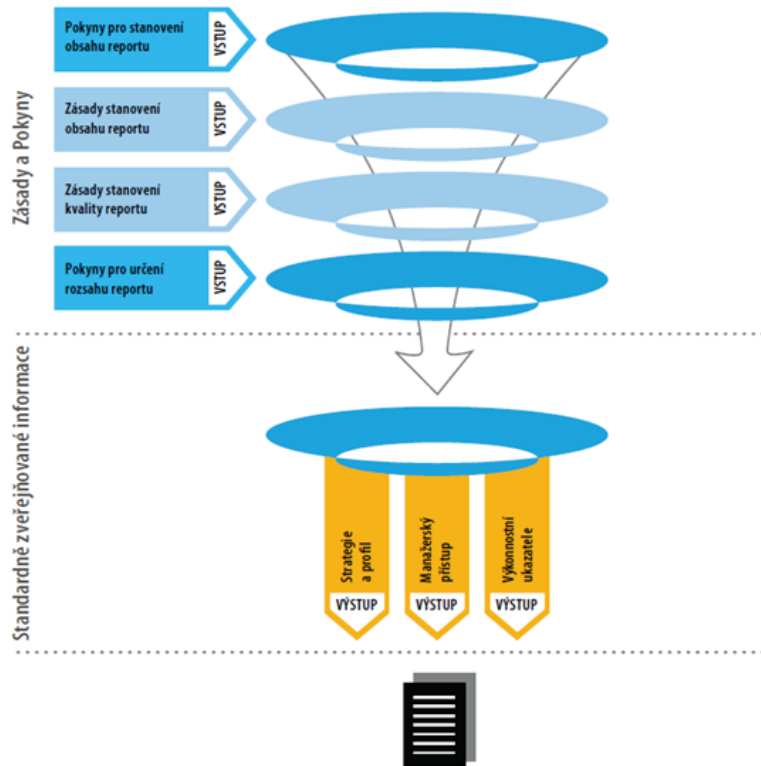 Zásady a Pokyny
Pokyny pro stanovení
obsahu reportu
VSTUP
Zásady stanovení
obsahu reportu
VSTUP
Zásady stanovení
kvality reportu
VSTUP
Pokyny pro určení
rozsahu reportu
VSTUP
Standardně zveřejňované informace
Strategie
a profil
VÝSTUP
Manažerský
přístup
VÝSTUP
Výkonnostní
ukazatele
VÝSTUP